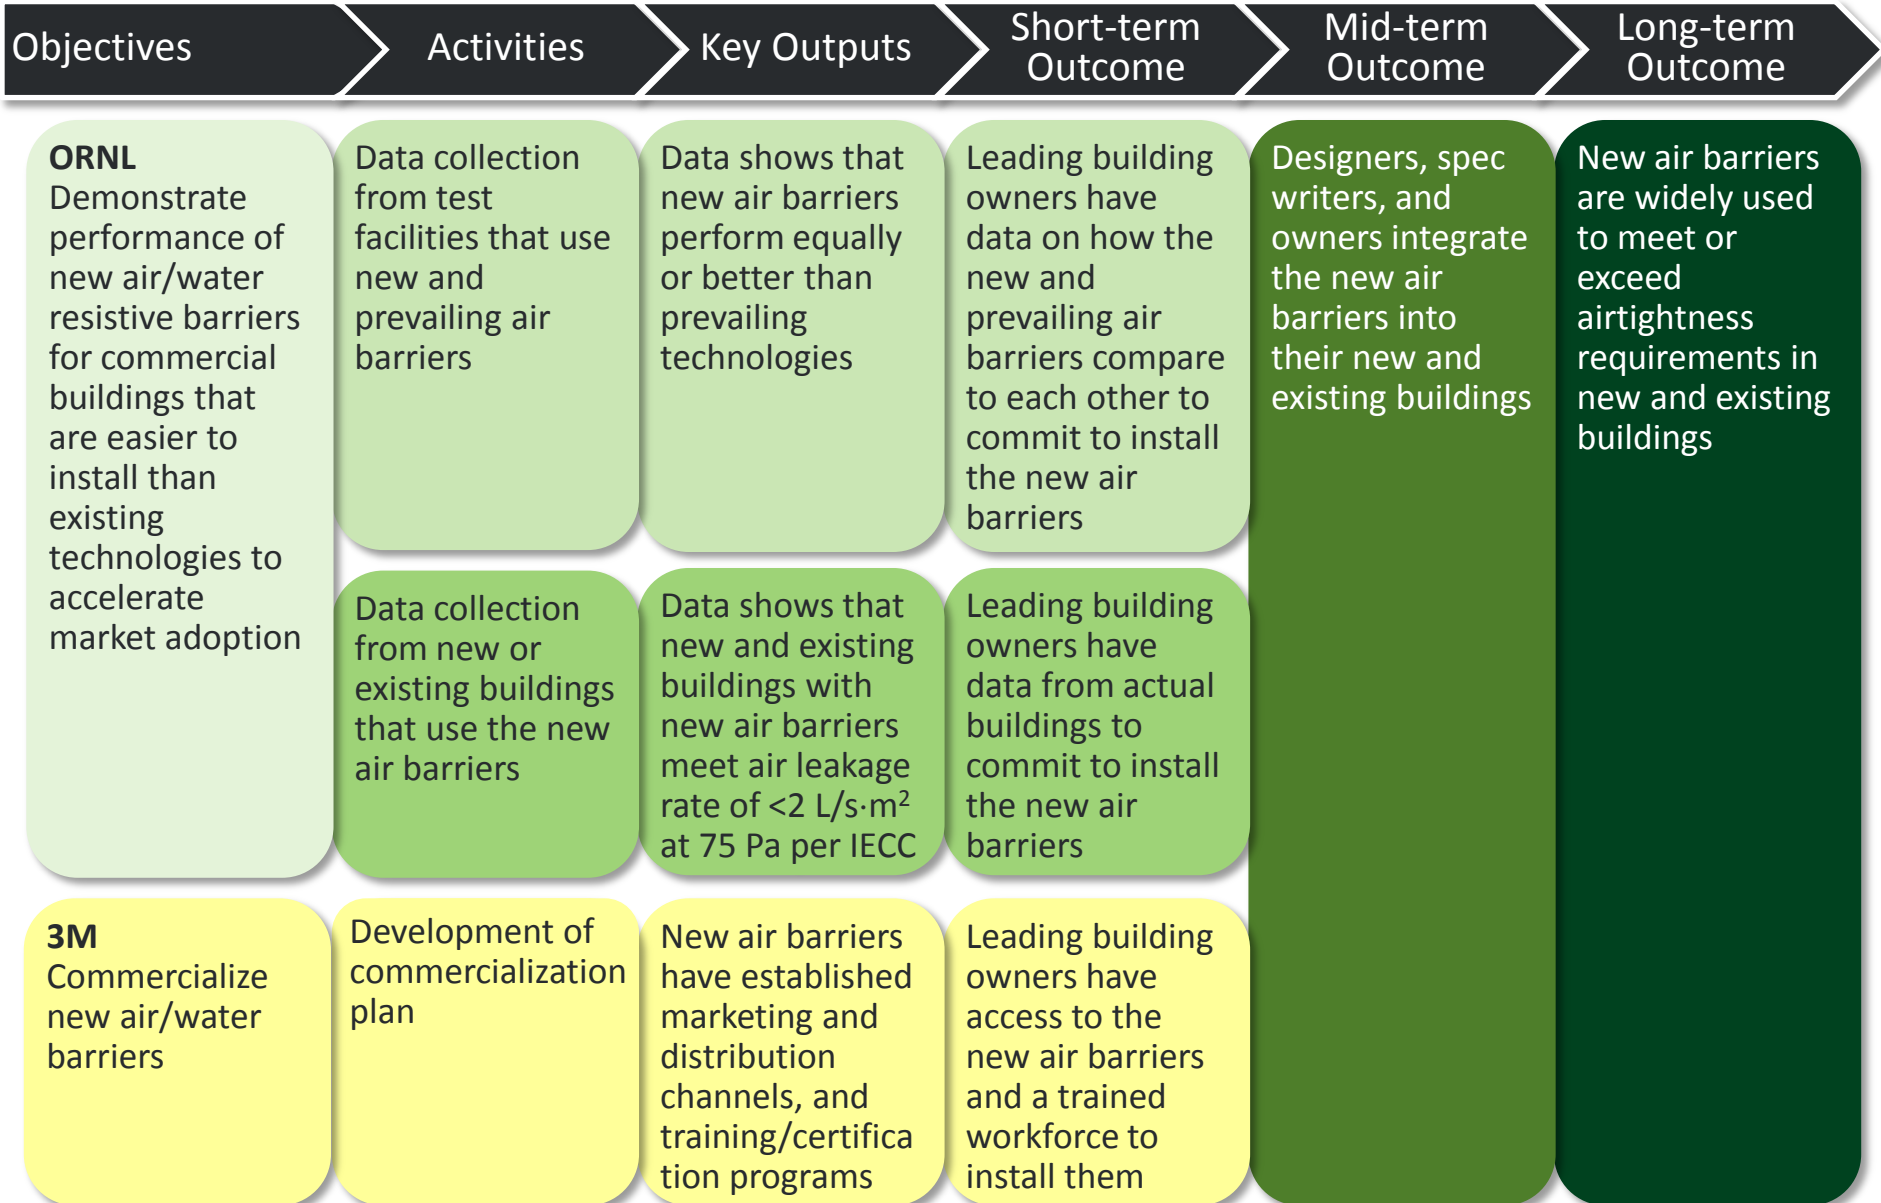 Objectives
Activities
Key Outputs
Short-term
Outcome
Mid-term
Outcome
Long-term
Outcome
ORNL
Demonstrate
performance of
new air/water
resistive barriers
for commercial
buildings that
are easier to
install than
existing
technologies to
accelerate
market adoption
Data collection
from test
facilities that use
new and
prevailing air
barriers
Data shows that
new air barriers
perform equally
or better than
prevailing
technologies
Leading building
owners have
data on how the
new and
prevailing air
barriers compare
to each other to
commit to install
the new air
barriers
Designers, spec
writers, and
owners integrate
the new air
barriers into
their new and
existing buildings
New air barriers
are widely used
to meet or
exceed
airtightness
requirements in
new and existing
buildings
Data collection
from new or
existing buildings
that use the new
air barriers
Data shows that
new and existing
buildings with
new air barriers
meet air leakage
rate of <2 L/s·m²
at 75 Pa per IECC
Leading building
owners have
data from actual
buildings to
commit to install
the new air
barriers
3M
Commercialize
new air/water
barriers
Development of
commercialization
plan
New air barriers
have established
marketing and
distribution
channels, and
training/certifica
tion programs
Leading building
owners have
access to the
new air barriers
and a trained
workforce to
install them